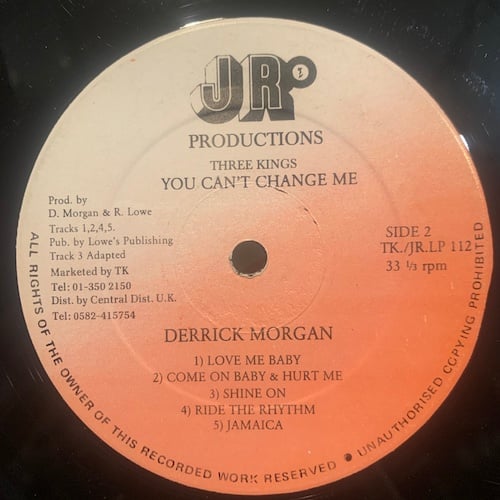 JR
PRODUCTIONS
THREE KINGS
YOU CAN'T CHANGE ME
Prod. by
D. Morgan & R. Lowe
Tracks 1,2,4,5.
Pub. by Lowe's Publishing
Track 3 Adapted
Marketed by TK
Tel: 01-350 2150
Dist. by Central Dist. U.K.
Tel: 0582-415754
SIDE 2
TK./JR.LP 112
33 ⅓ rpm
DERRICK MORGAN
1) LOVE ME BABY
2) COME ON BABY & HURT ME
3) SHINE ON
4) RIDE THE RHYTHM
5) JAMAICA
ALL RIGHTS OF THE OWNER OF THIS RECORDED WORK RESERVED ● UNAUTHORISED COPYING PROHIBITED